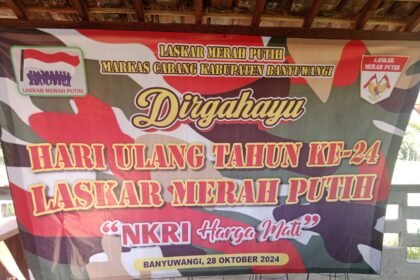 LASKAR MERAH PUTIH
MARKAS CABANG KABUPATEN BANYUWANGI
LASKAR MERAH PUTIH
LASKAR
MERAH PUTIH
Dirgahayu
HARI ULANG TAHUN KE-24
LASKAR MERAH PUTIH
"NKRI Harga Mati"
BANYUWANGI, 28 OKTOBER 2024